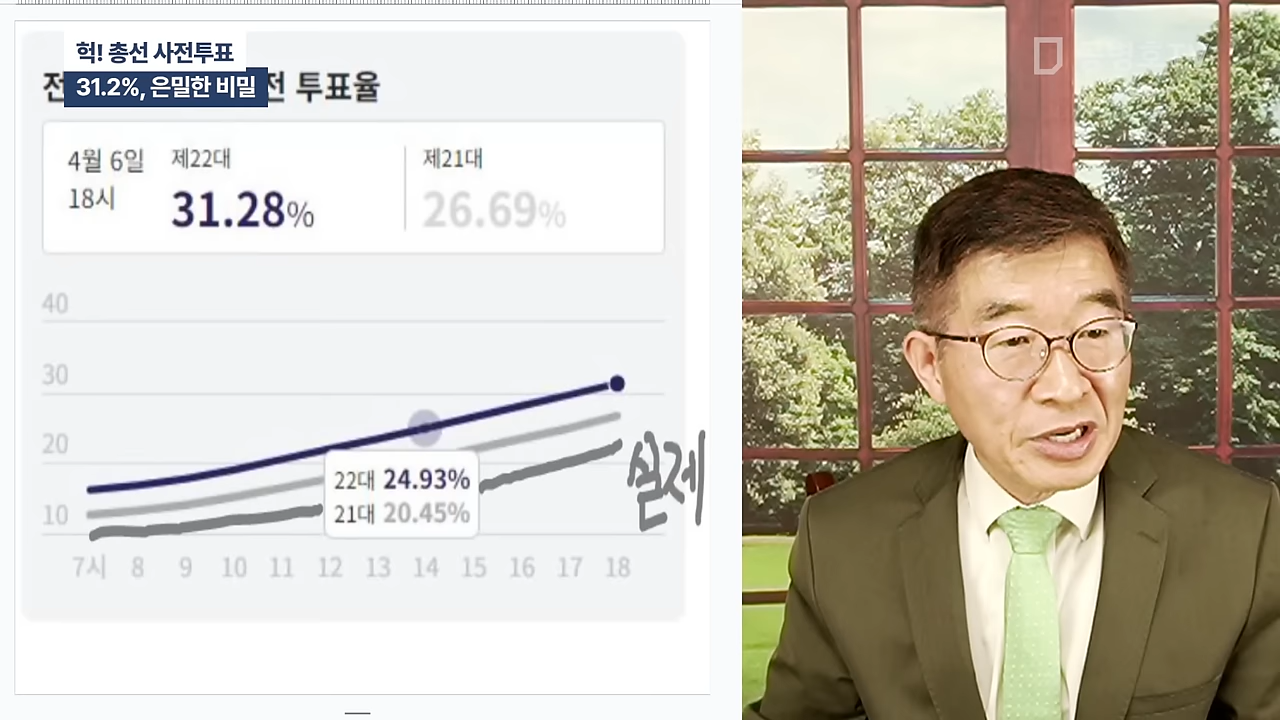 헉! 총선 사전투표
31.2%, 은밀한 비밀
전 전 투표율
4월 6일
18시
제22대
31.28%
제21대
26.69%
40
30
20
10
22대 24.93%
21대 20.45%
실제
7시 8 9 10 11 12 13 14 15 16 17 18